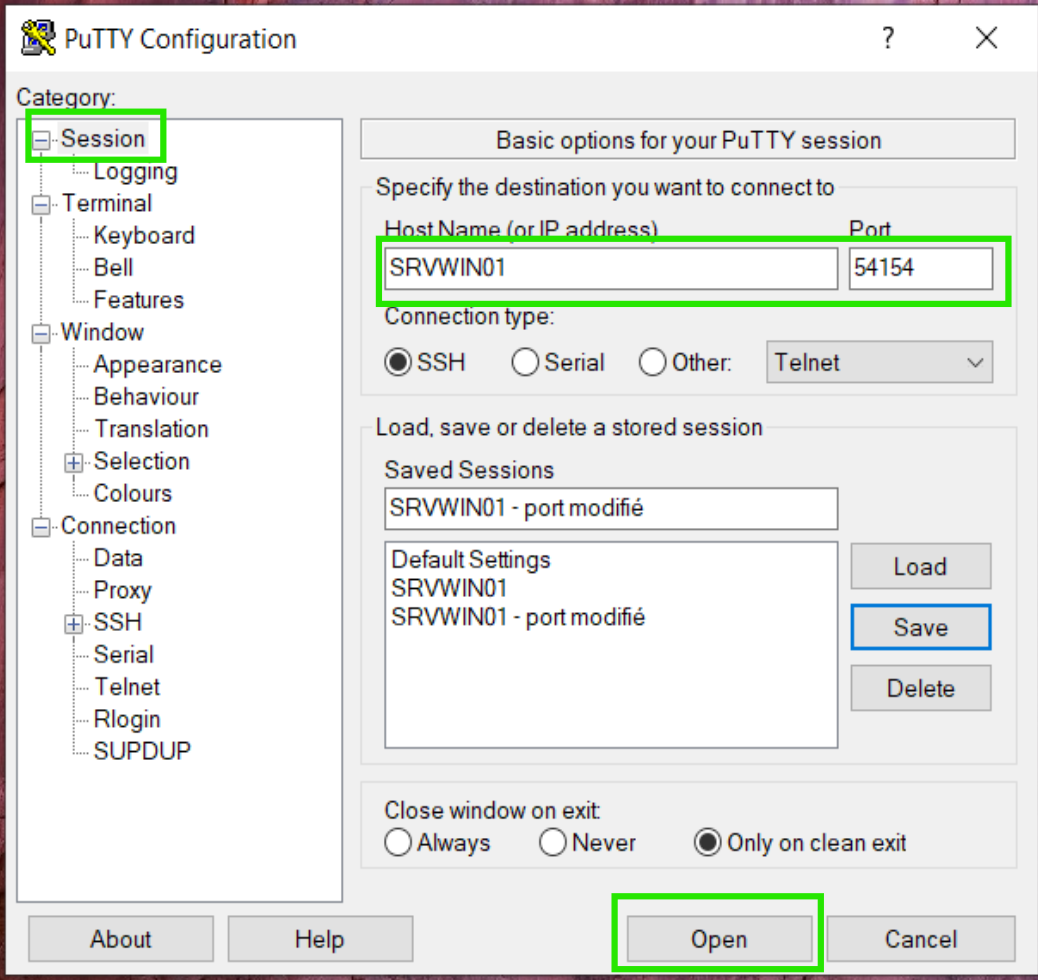 PuTTY Configuration
?
Category:
Session
Logging
Terminal
Keyboard
Bell
Features
Window
Appearance
Behaviour
Translation
Selection
Colours
Connection
Data
Proxy
SSH
Serial
Telnet
Rlogin
SUPDUP
Basic options for your PuTTY session
Specify the destination you want to connect to
Host Name (or IP address) Port
SRVWIN01 54154
Connection type:
SSH Serial Other: Telnet
Load, save or delete a stored session
Saved Sessions
SRVWIN01 - port modifié
Default Settings
SRVWIN01
SRVWIN01 - port modifié
Load
Save
Delete
Close window on exit:
Always Never Only on clean exit
About Help Open Cancel